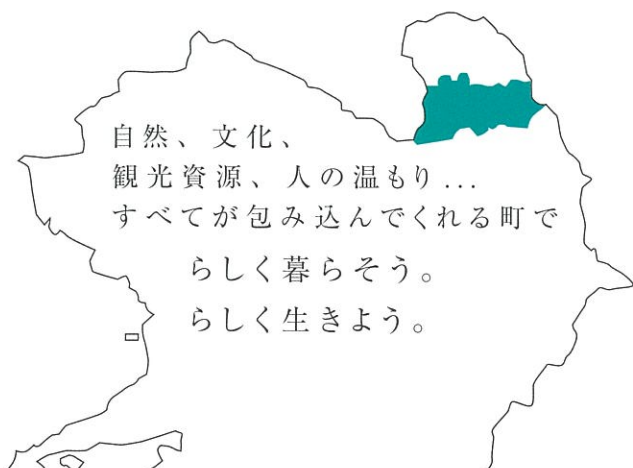 自然、文化、
観光資源、人の温もり...
すべてが包み込んでくれる町で
らしく暮らそう。
らしく生きよう。